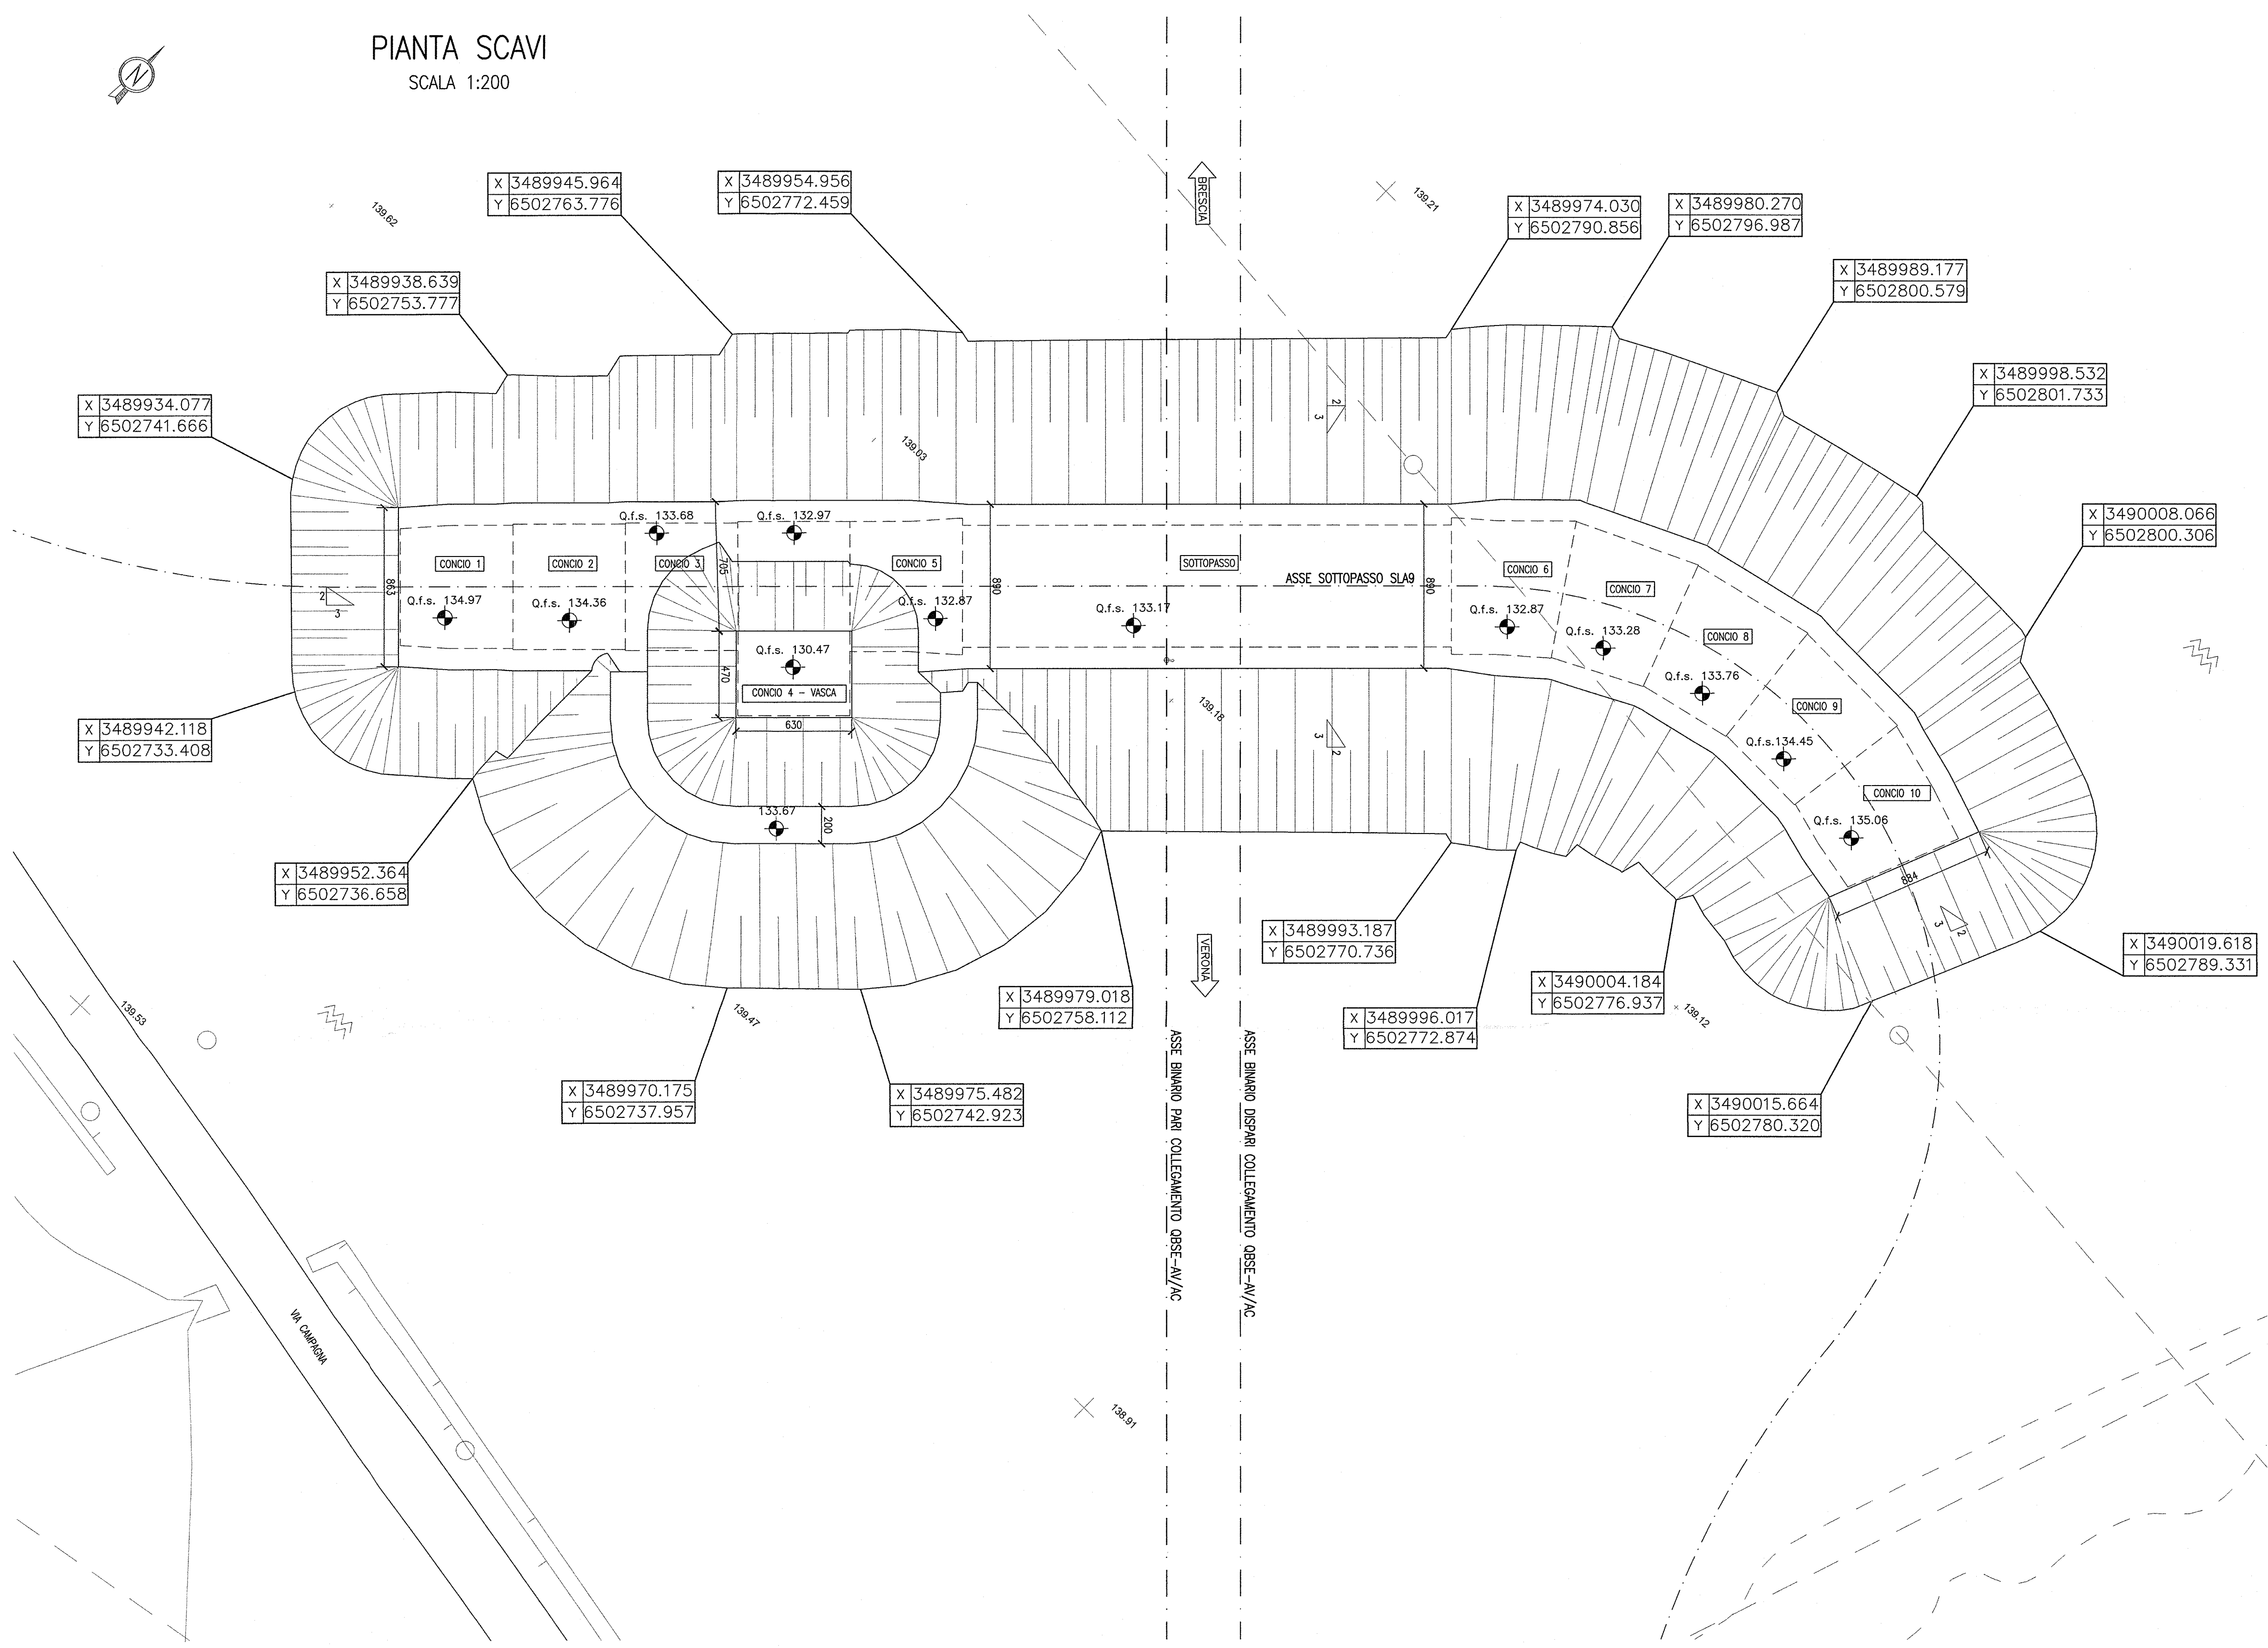 PIANTA SCAVI
SCALA 1:200
N
X 3489945.964
Y 6502763.776
X 3489954.956
Y 6502772.459
BRESCIA
139.21
X 3489974.030
Y 6502790.856
X 3489980.270
Y 6502796.987
139.62
X 3489938.639
Y 6502753.777
X 3489989.177
Y 6502800.579
X 3489934.077
Y 6502741.666
X 3489998.532
Y 6502801.733
2
3
139.03
X 3490008.066
Y 6502800.306
Q.f.s. 133.68
Q.f.s. 132.97
CONCIO 1
CONCIO 2
CONCIO 3
705
CONCIO 5
SOTTOPASSO
CONCIO 6
863
890
ASSE SOTTOPASSO SLA9
890
CONCIO 7
2
3
Q.f.s. 134.97
Q.f.s. 134.36
Q.f.s. 132.87
Q.f.s. 133.17
Q.f.s. 132.87
Q.f.s. 133.28
CONCIO 8
Q.f.s. 130.47
470
CONCIO 4 - VASCA
630
Q.f.s. 133.76
CONCIO 9
139.18
3
2
Q.f.s.134.45
X 3489942.118
Y 6502733.408
CONCIO 10
133.67
200
Q.f.s. 135.06
884
X 3489952.364
Y 6502736.658
3
2
X 3489993.187
Y 6502770.736
VERONA
X 3490019.618
Y 6502789.331
X 3489979.018
Y 6502758.112
X 3490004.184
Y 6502776.937
139.53
139.47
X 3489996.017
Y 6502772.874
139.12
X 3489970.175
Y 6502737.957
X 3489975.482
Y 6502742.923
X 3490015.664
Y 6502780.320
ASSE BINARIO PARI COLLEGAMENTO QBSE-AV/AC
ASSE BINARIO DISPARI COLLEGAMENTO QBSE-AV/AC
VIA CAMPAGNA
138.91